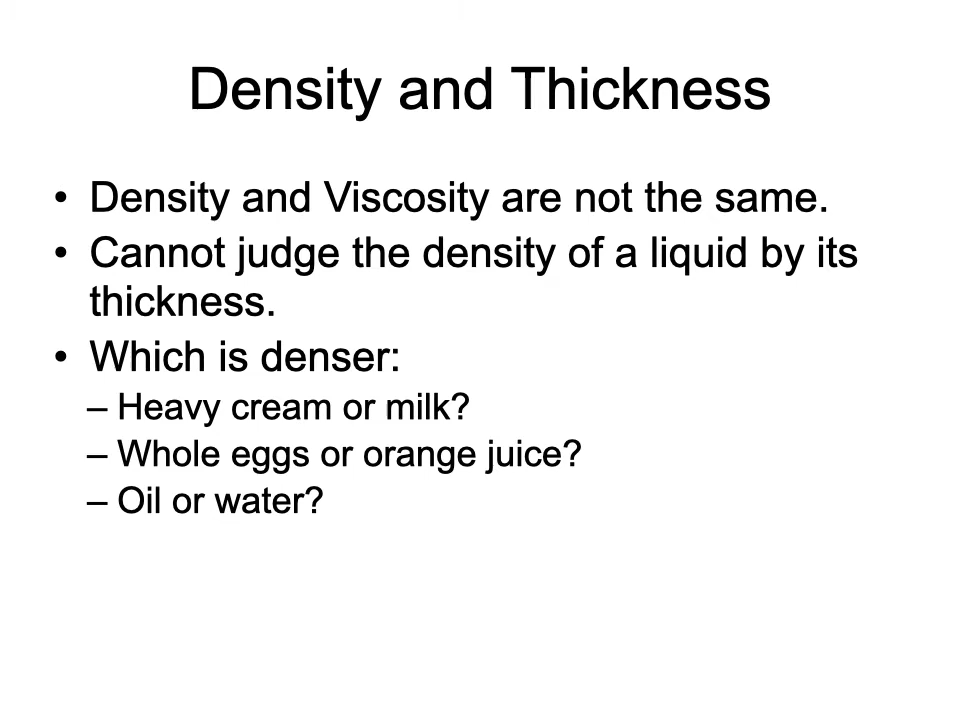 Density and Thickness
• Density and Viscosity are not the same.
• Cannot judge the density of a liquid by its
thickness.
• Which is denser:
– Heavy cream or milk?
– Whole eggs or orange juice?
– Oil or water?